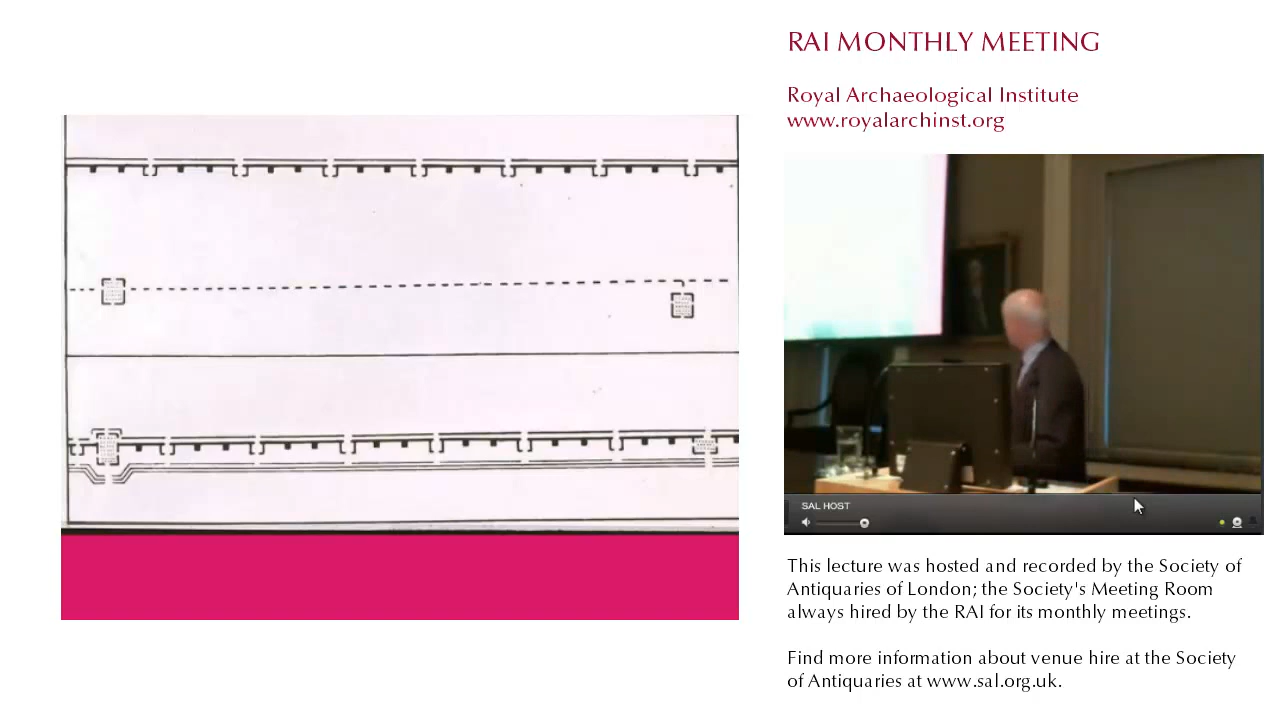 RAI MONTHLY MEETING
Royal Archaeological Institute
www.royalarchinst.org
SAL HOST
This lecture was hosted and recorded by the Society of
Antiquaries of London; the Society's Meeting Room
always hired by the RAI for its monthly meetings.
Find more information about venue hire at the Society
of Antiquaries at www.sal.org.uk.